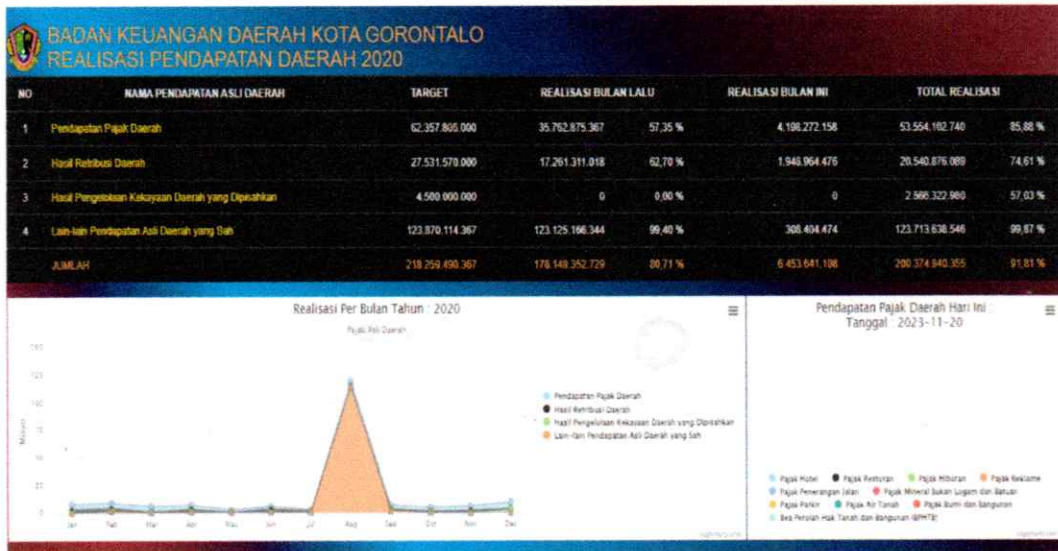 BADAN KEUANGAN DAERAH KOTA GORONTALO
REALISASI PENDAPATAN DAERAH 2020
NO NAMA PENDAPATAN ASLI DAERAH TARGET REALISASI BULAN LALU REALISASI BULAN INI TOTAL REALISASI
1 Pendapatan Pajak Daerah 62.357.805.000 35.762.875.367 57,35 % 4.198.272.158 53.554.102.740 85,88 %
2 Hasil Retribusi Daerah 27.531.570.000 17.261.311.018 62,70 % 1.946.964.476 20.540.876.089 74,61 %
3 Hasil Pengelolaan Kekayaan Daerah yang Dipisahkan 4.500.000.000 0 0,00 % 0 2.566.322.980 57,03 %
4 Lain-lain Pendapatan Asli Daerah yang Sah 123.870.114.367 123.125.166.344 99,40 % 308.404.474 123.713.638.546 99,87 %
JUMLAH 218.259.490.367 176.149.352.729 80,71 % 6.453.641.108 200.374.940.355 91,81 %
Realisasi Per Bulan Tahun : 2020
Pajak Asli Daerah
Milyar
Jan Feb Mar Apr May Jun Jul Aug Sep Oct Nov Dec
Pendapatan Pajak Daerah
Hasil Retribusi Daerah
Hasil Pengelolaan Kekayaan Daerah yang Dipisahkan
Lain-lain Pendapatan Asli Daerah yang Sah
Pendapatan Pajak Daerah Hari Ini :
Tanggal : 2023-11-20
Pajak Hotel Pajak Restoran Pajak Hiburan Pajak Reklame
Pajak Penerangan Jalan Pajak Mineral Bukan Logam dan Batuan
Pajak Parkir Pajak Air Tanah Pajak Bumi dan Bangunan
Bea Perolah Hak Tanah dan Bangunan (BPHTB)